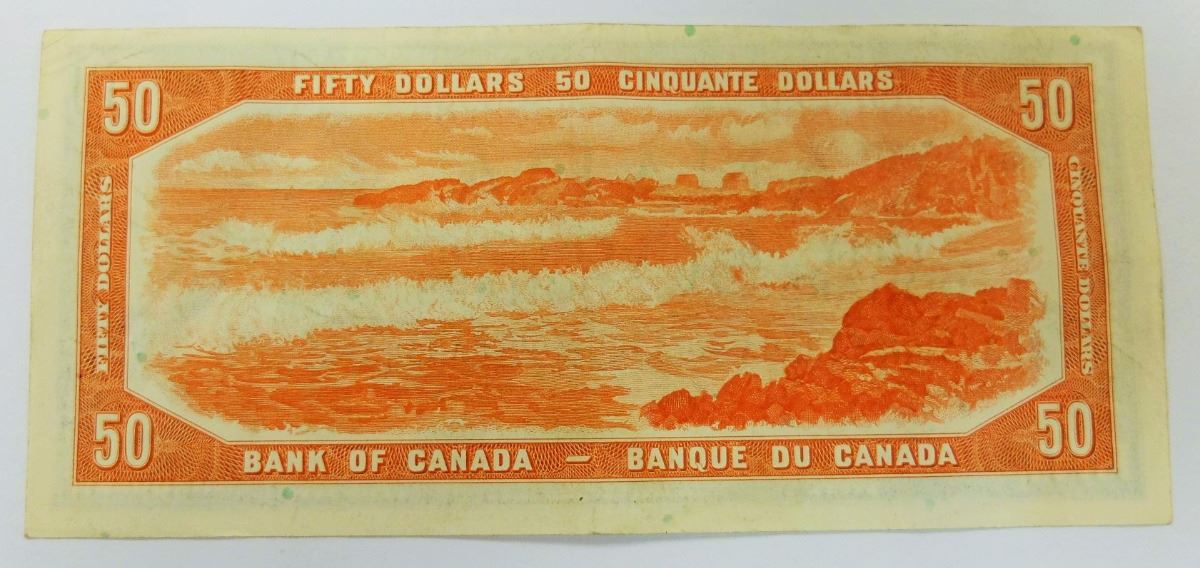 50
FIFTY DOLLARS 50 CINQUANTE DOLLARS
50
FIFTY DOLLARS
CINQUANTE DOLLARS
50
BANK OF CANADA — BANQUE DU CANADA
50